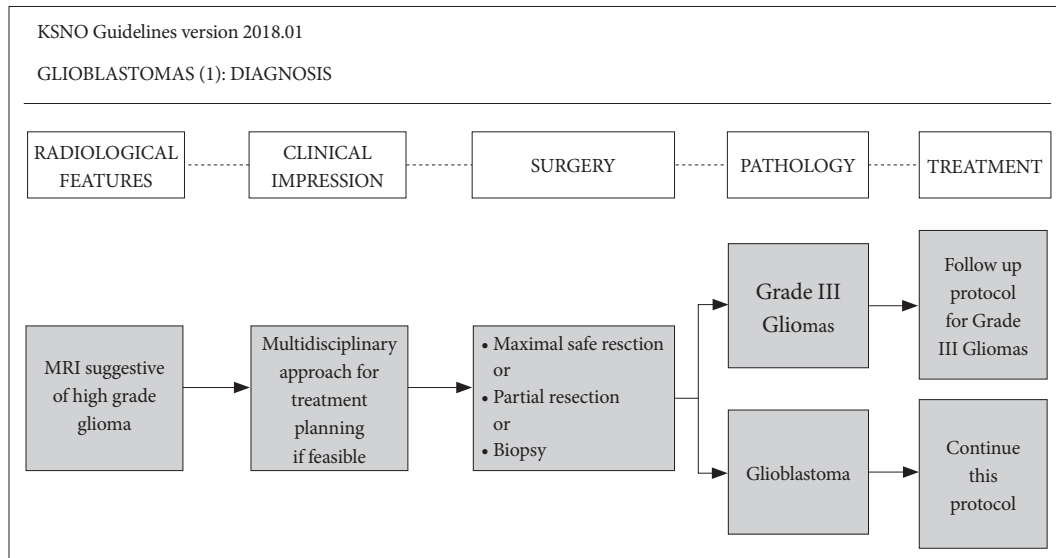 KSNO Guidelines version 2018.01
GLIOBLASTOMAS (1): DIAGNOSIS
RADIOLOGICAL
FEATURES
CLINICAL
IMPRESSION
SURGERY
PATHOLOGY
TREATMENT
MRI suggestive
of high grade
glioma
Multidisciplinary
approach for
treatment
planning
if feasible
• Maximal safe resction
or
• Partial resection
or
• Biopsy
Grade III
Gliomas
Follow up
protocol
for Grade
III Gliomas
Glioblastoma
Continue
this
protocol